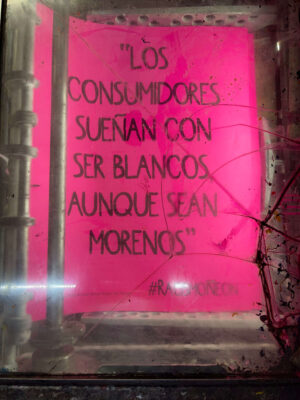 "LOS
CONSUMIDORES
SUEÑAN CON
SER BLANCOS
AUNQUE SEAN
MORENOS"